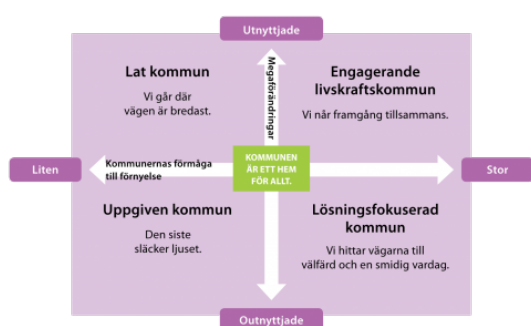 Utnyttjade
Lat kommun
Vi går där
vägen är bredast.
Megaförändringar
Engagerande
livskraftskommun
Vi når framgång tillsammans.
Liten
Kommunernas förmåga
till förnyelse
KOMMUNEN
ÄR ETT HEM
FÖR ALLT.
Stor
Uppgiven kommun
Den siste
släcker ljuset.
Lösningsfokuserad
kommun
Vi hittar vägarna till
välfärd och en smidig vardag.
Outnyttjade